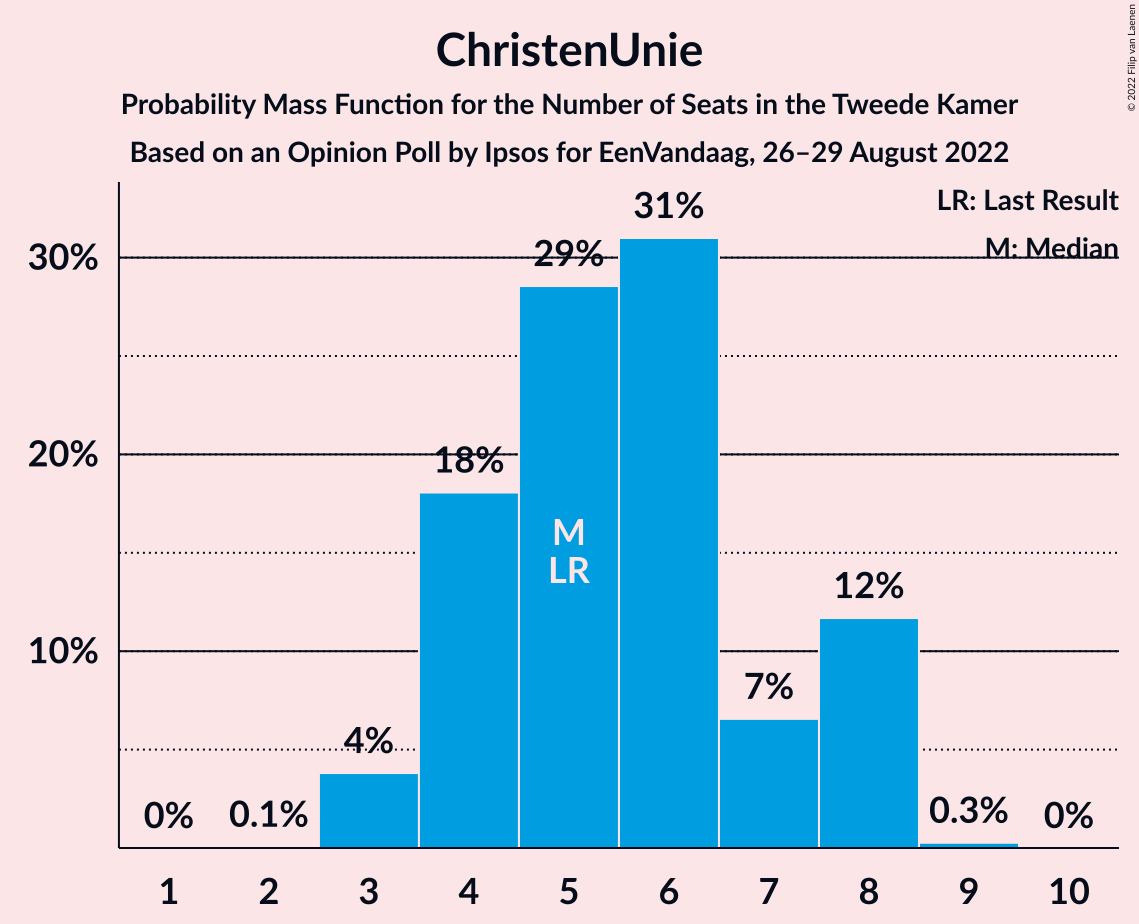 ChristenUnie
Probability Mass Function for the Number of Seats in the Tweede Kamer
Based on an Opinion Poll by Ipsos for EenVandaag, 26–29 August 2022
© 2022 Filip van Laenen
LR: Last Result
M: Median
30%
20%
10%
0%
0.1%
4%
18%
29%
31%
7%
12%
0.3%
0%
M
LR
1 2 3 4 5 6 7 8 9 10